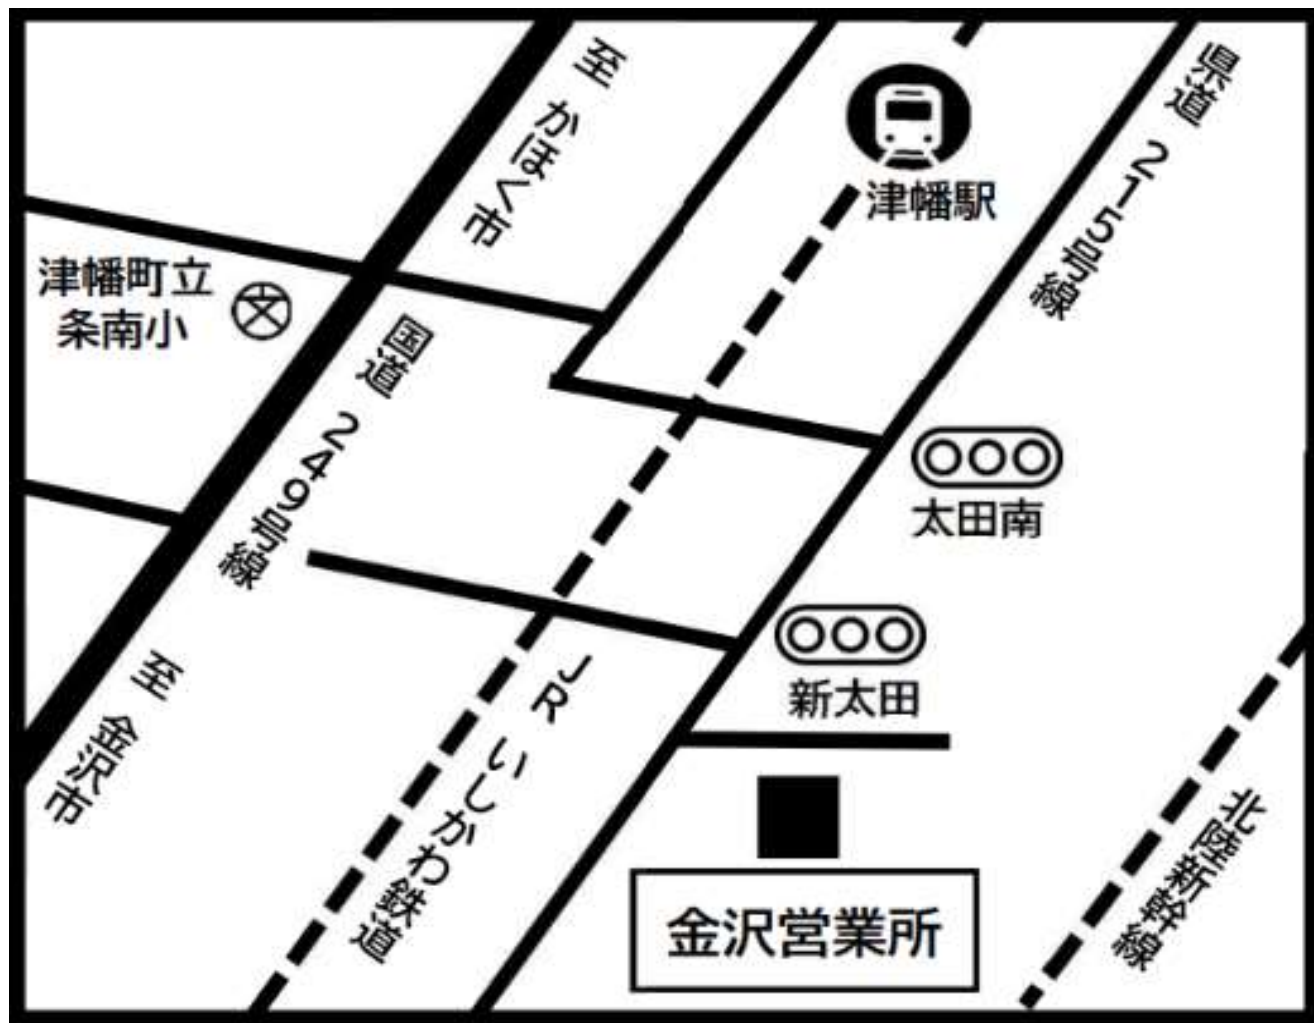 至 かほく市
津幡駅
県道 215号線
津幡町立
条南小
国道 249号線
太田南
新太田
至 金沢市
JR いしかわ鉄道
北陸新幹線
金沢営業所